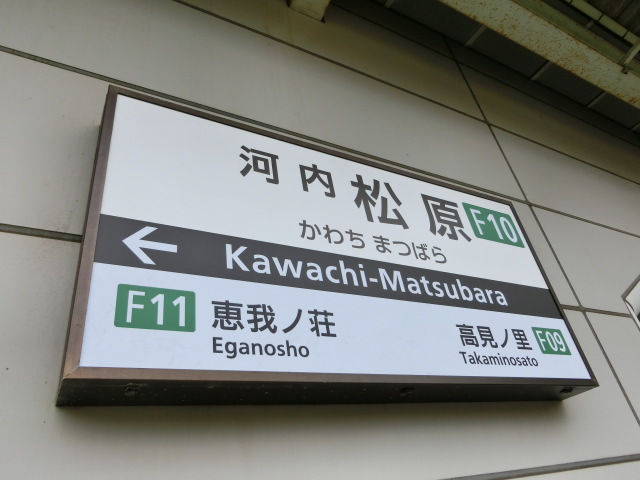 河内松原 F10
かわち まつばら
Kawachi-Matsubara
F11 恵我ノ荘
Eganosho
高見ノ里 F09
Takaminosato